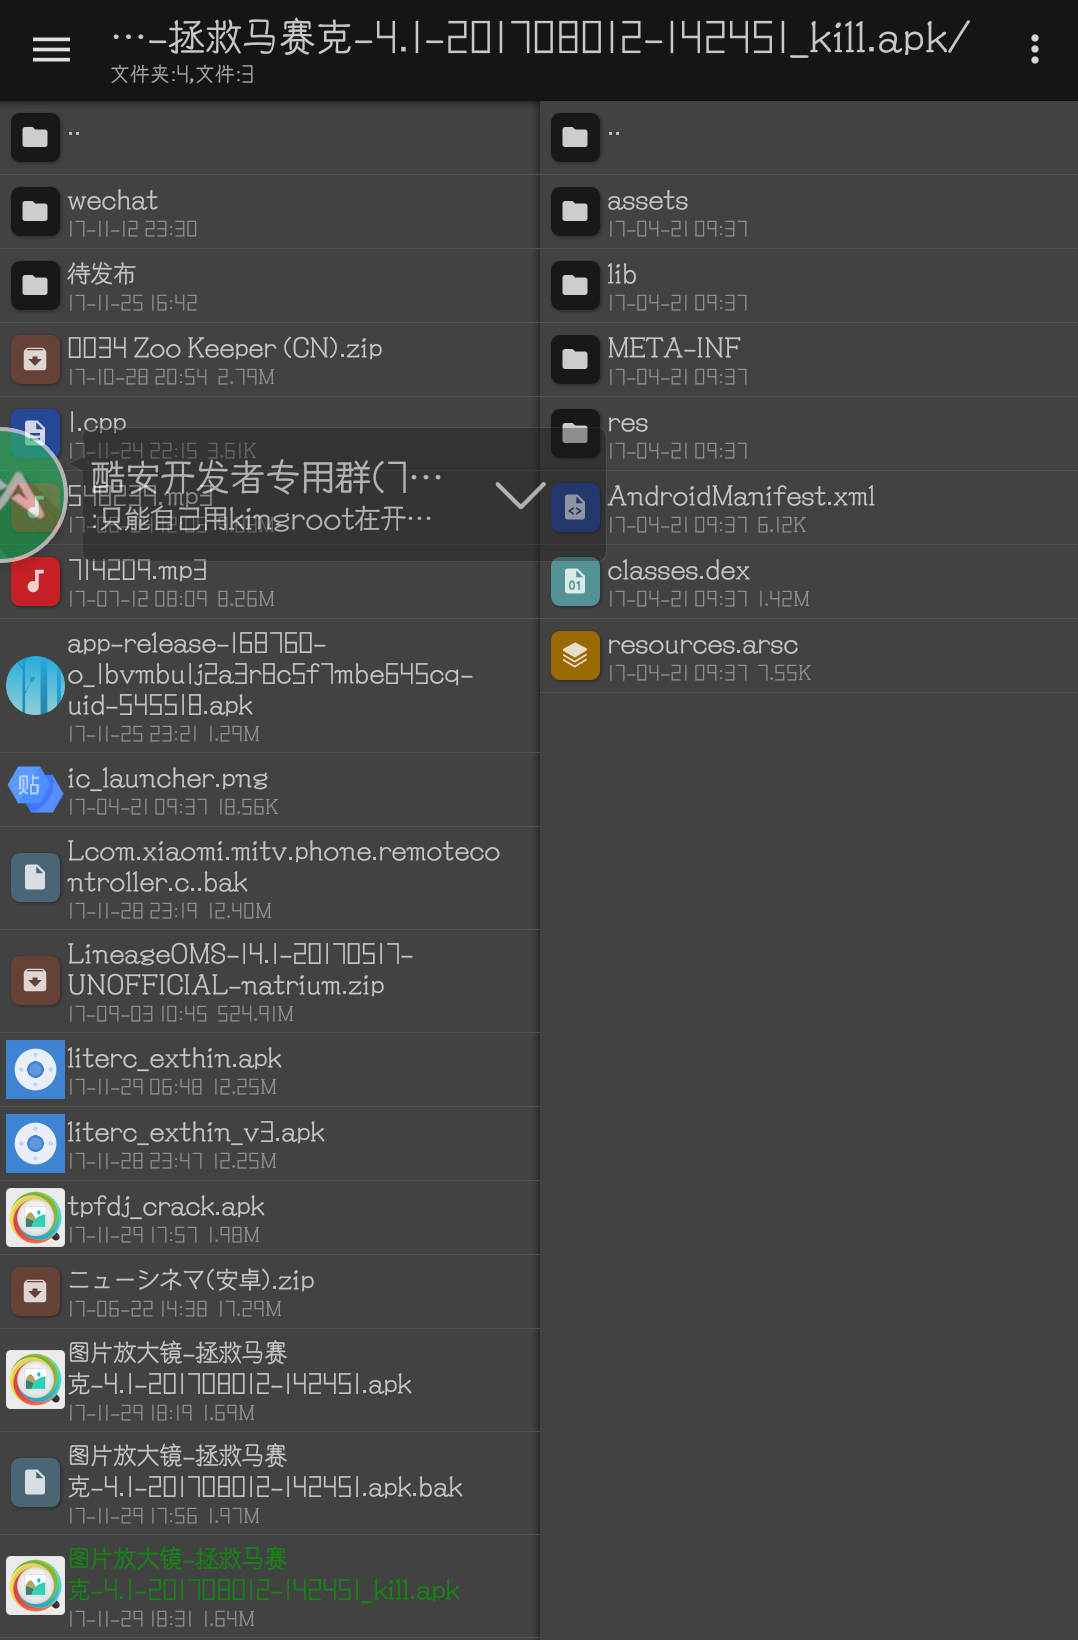 …-拯救马赛克-4.1-201708012-142451_kill.apk/
文件夹:4,文件:3
..
wechat
17-11-12 23:30
待发布
17-11-25 16:42
0034 Zoo Keeper (CN).zip
17-10-28 20:54 2.79M
1.cpp
17-11-24 22:15 3.61K
酷安开发者专用群(7…
:只能自己用kingroot在开…
714209.mp3
17-07-12 08:09 8.26M
app-release-168760-
o_1bvmbu1j2a3r8c5f7mbe645cq-
uid-545518.apk
17-11-25 23:21 1.29M
贴
ic_launcher.png
17-04-21 09:37 18.56K
Lcom.xiaomi.mitv.phone.remoteco
ntroller.c..bak
17-11-28 23:19 12.40M
LineageOMS-14.1-20170517-
UNOFFICIAL-natrium.zip
17-09-03 10:45 524.91M
literc_exthin.apk
17-11-29 06:48 12.25M
literc_exthin_v3.apk
17-11-28 23:47 12.25M
tpfdj_crack.apk
17-11-29 17:57 1.98M
ニューシネマ(安卓).zip
17-06-22 14:38 17.29M
图片放大镜-拯救马赛
克-4.1-201708012-142451.apk
17-11-29 18:19 1.69M
图片放大镜-拯救马赛
克-4.1-201708012-142451.apk.bak
17-11-29 17:56 1.97M
图片放大镜-拯救马赛
克-4.1-201708012-142451_kill.apk
17-11-29 18:31 1.64M
..
assets
17-04-21 09:37
lib
17-04-21 09:37
META-INF
17-04-21 09:37
res
17-04-21 09:37
AndroidManifest.xml
17-04-21 09:37 6.12K
01
classes.dex
17-04-21 09:37 1.42M
resources.arsc
17-04-21 09:37 7.55K